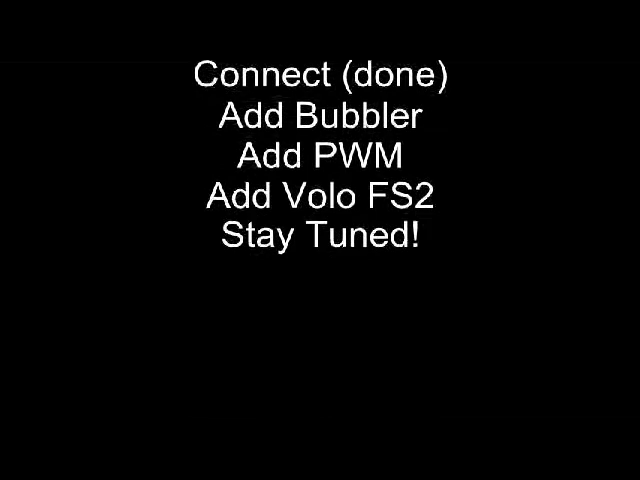 Connect (done)
Add Bubbler
Add PWM
Add Volo FS2
Stay Tuned!